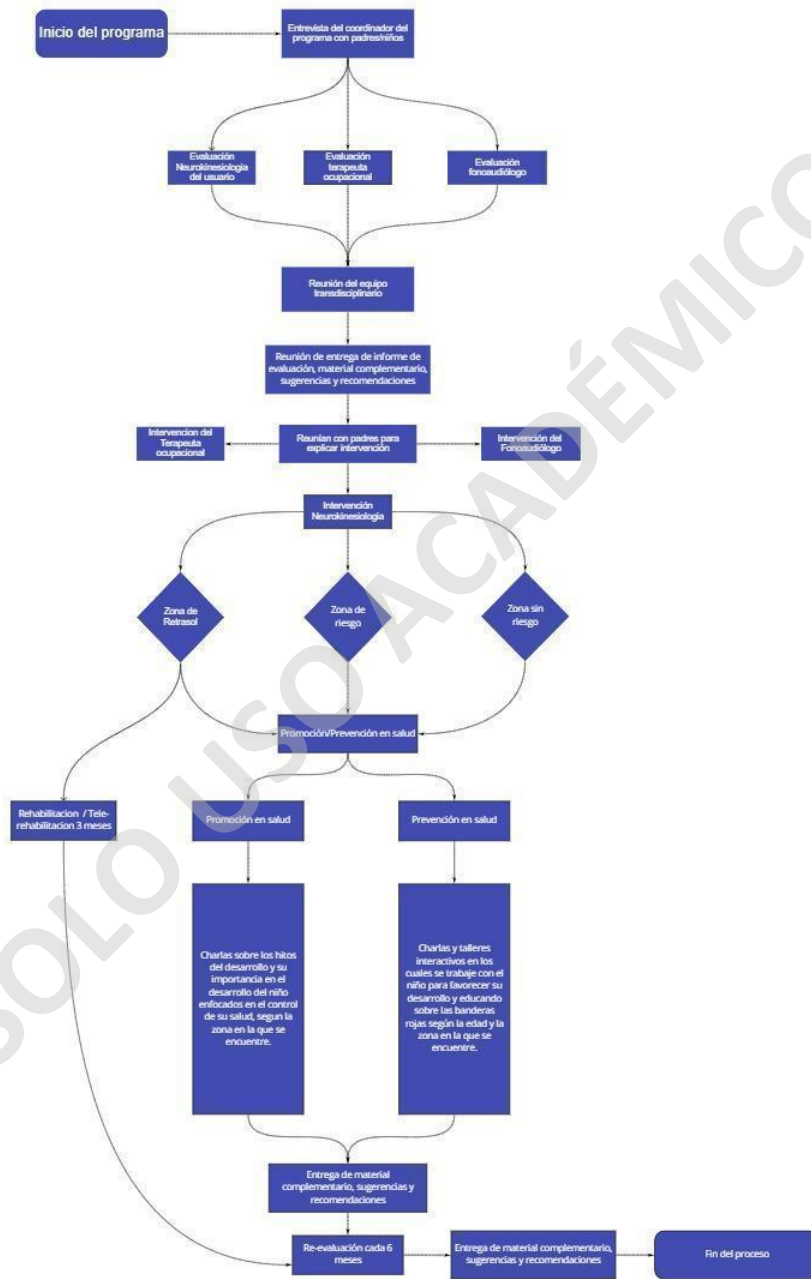 Inicio del programa
Entrevista del coordinador del
programa con padres/niños
Evaluación
Neurokinesiologia
del usuario
Evaluación
terapeuta
ocupacional
Evaluación
fonoaudiólogo
Reunión del equipo
transdisciplinario
Reunión de entrega de informe de
evaluación, material complementario,
sugerencias y recomendaciones
Intervencion del
Terapeuta
ocupacional
Reunían con padres para
explicar intervención
Intervención del
Fonoaudiólogo
Intervención
Neurokinesiologia
Zona de
Retrasol
Zona de
riesgo
Zona sin
riesgo
Promoción/Prevención en salud
Rehabilitacion / Tele-
rehabilitacion 3 meses
Promoción en salud
Prevención en salud
Charlas sobre los hitos
del desarrollo y su
importancia en el
desarrollo del niño
enfocados en el control
de su salud, segun la
zona en la que se
encuentre.
Charlas y talleres
interactivos en los
cuales se trabaje con el
niño para favorecer su
desarrollo y educando
sobre las banderas
rojas según la edad y la
zona en la que se
encuentre.
Entrega de material
complementario, sugerencias y
recomendaciones
Re-evaluación cada 6
meses
Entrega de material complementario,
sugerencias y recomendaciones
Fin del proceso
SOLO USO ACADÉMICO